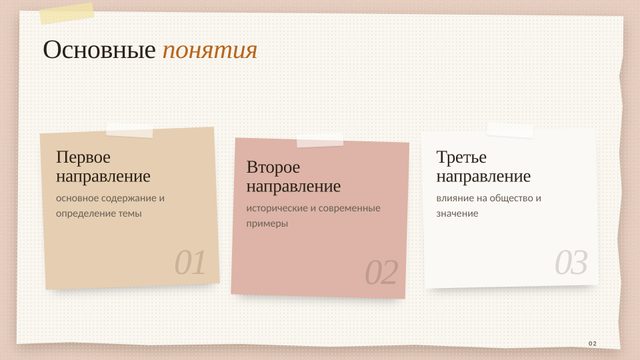 Основные понятия
Первое
направление
основное содержание и
определение темы
01
Второе
направление
исторические и современные
примеры
02
Третье
направление
влияние на общество и
значение
03
02